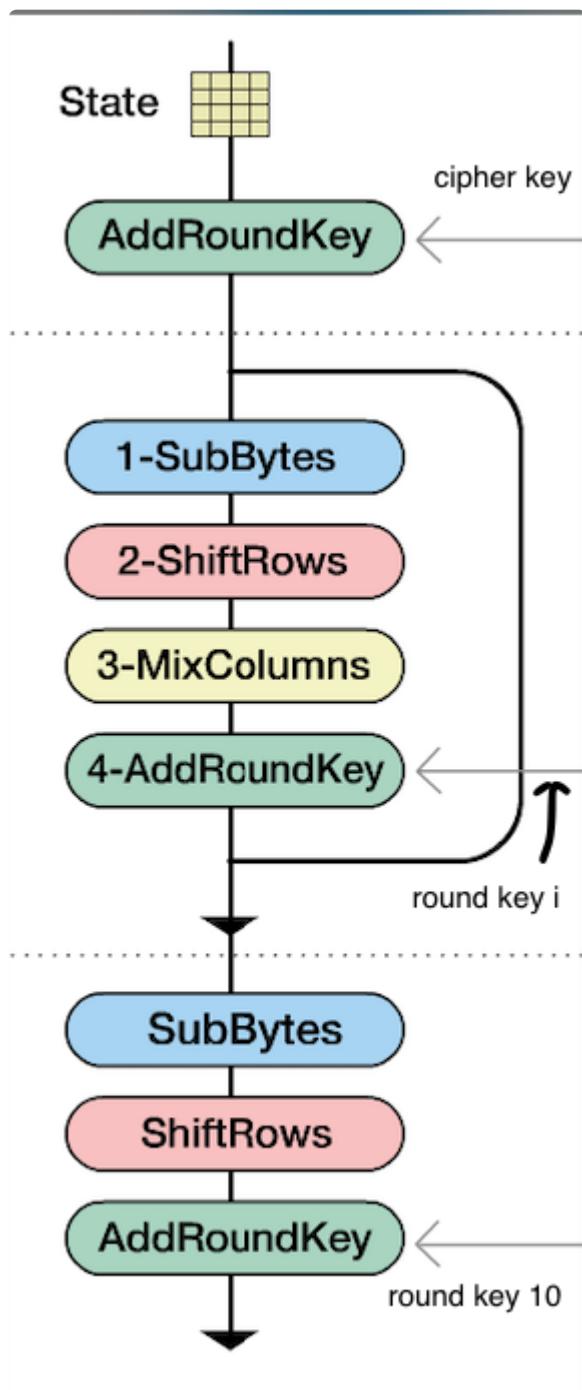 State
cipher key
AddRoundKey
1-SubBytes
2-ShiftRows
3-MixColumns
4-AddRoundKey
round key i
SubBytes
ShiftRows
AddRoundKey
round key 10